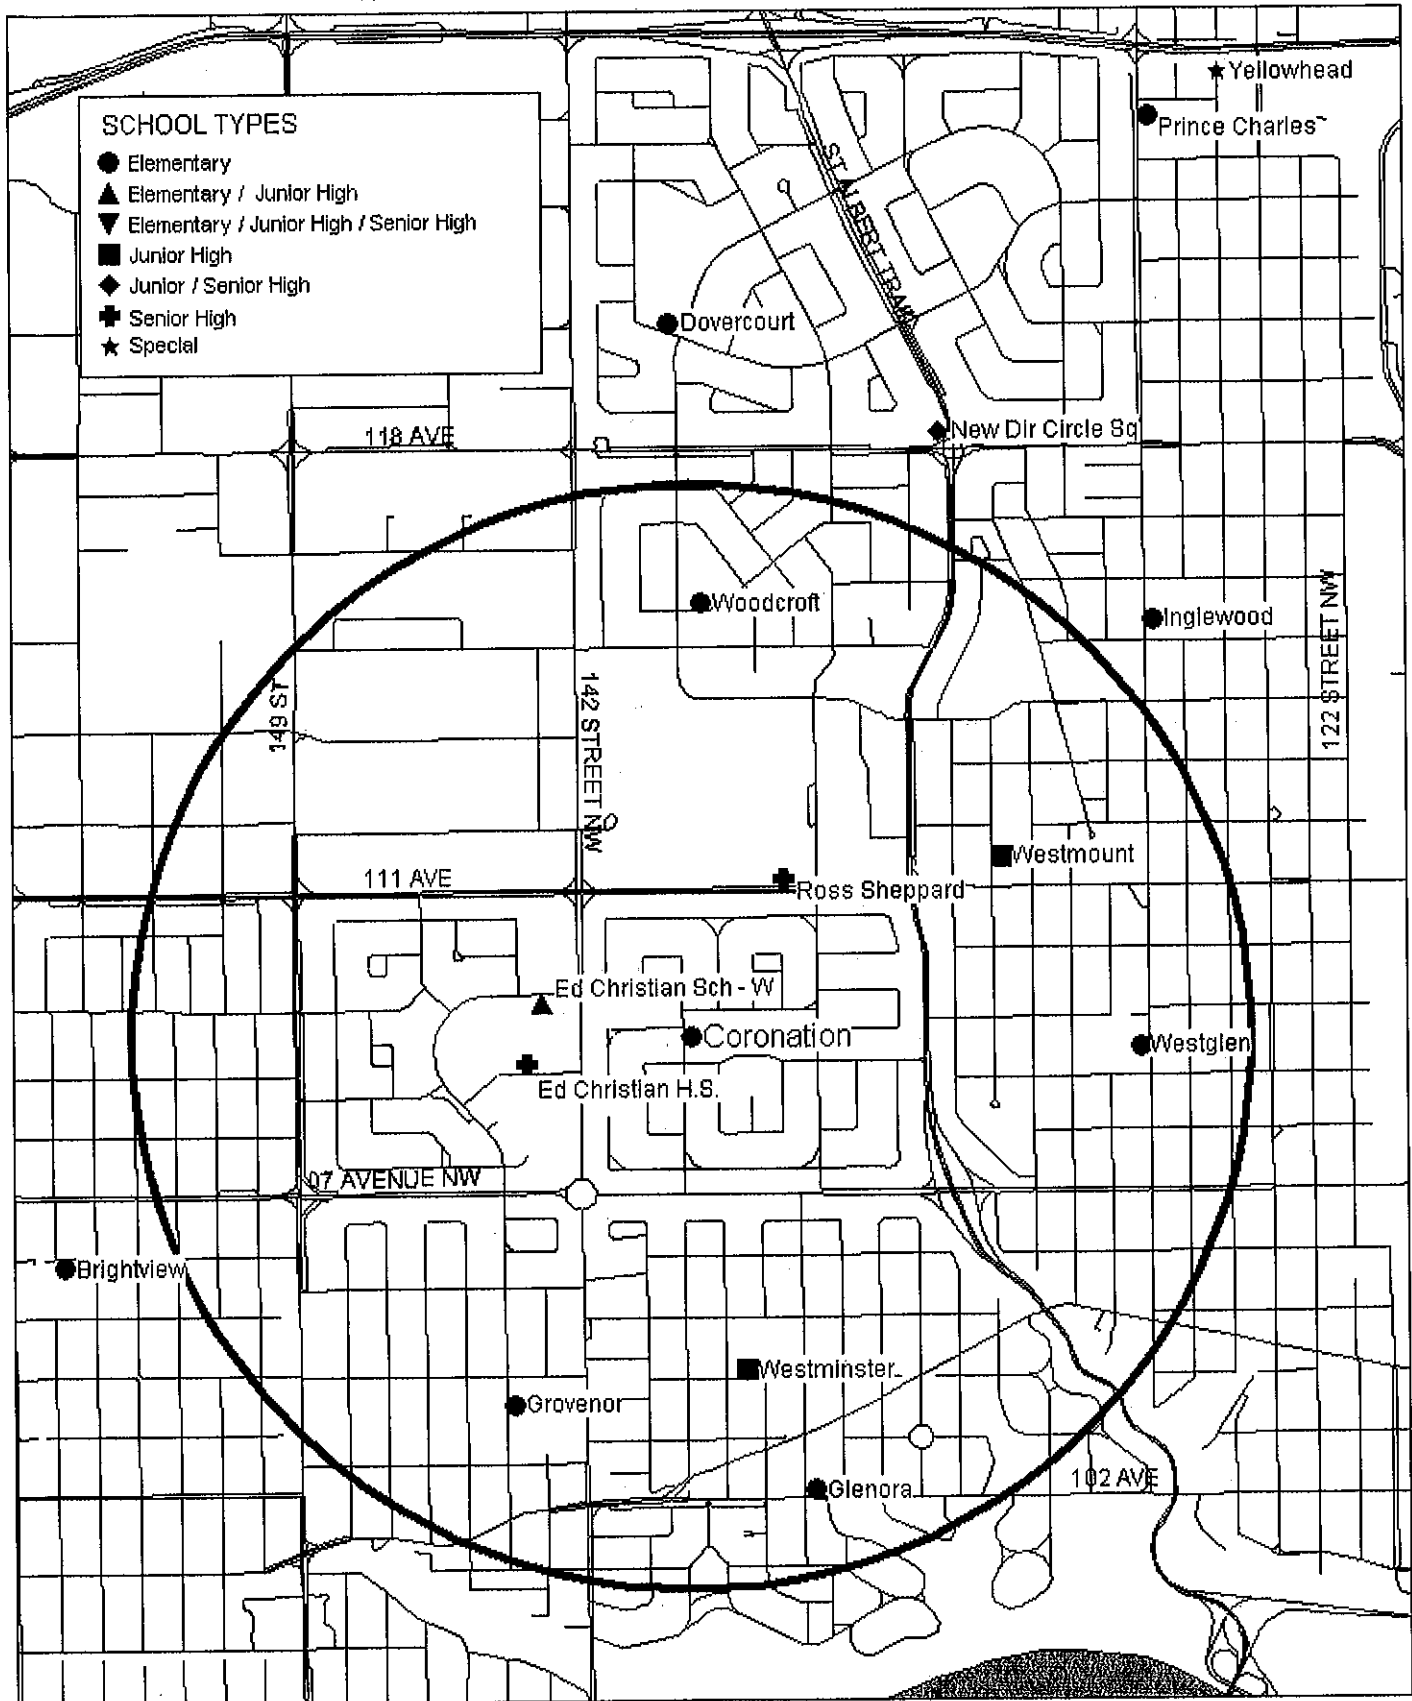 Yellowhead
Prince Charles~
SCHOOL TYPES
Elementary
Elementary / Junior High
Elementary / Junior High / Senior High
Junior High
Junior / Senior High
Senior High
Special
ST ALBERT TRAIL
Dovercourt
118 AVE
New Dir Circle Sq
Woodcroft
Inglewood
122 STREET NW
149 ST
142 STREET NW
Westmount
111 AVE
Ross Sheppard
Ed Christian Sch - W
Coronation
Westglen
Ed Christian H.S.
07 AVENUE NW
Brightview
Westminster
Grovenor
102 AVE
Glenora